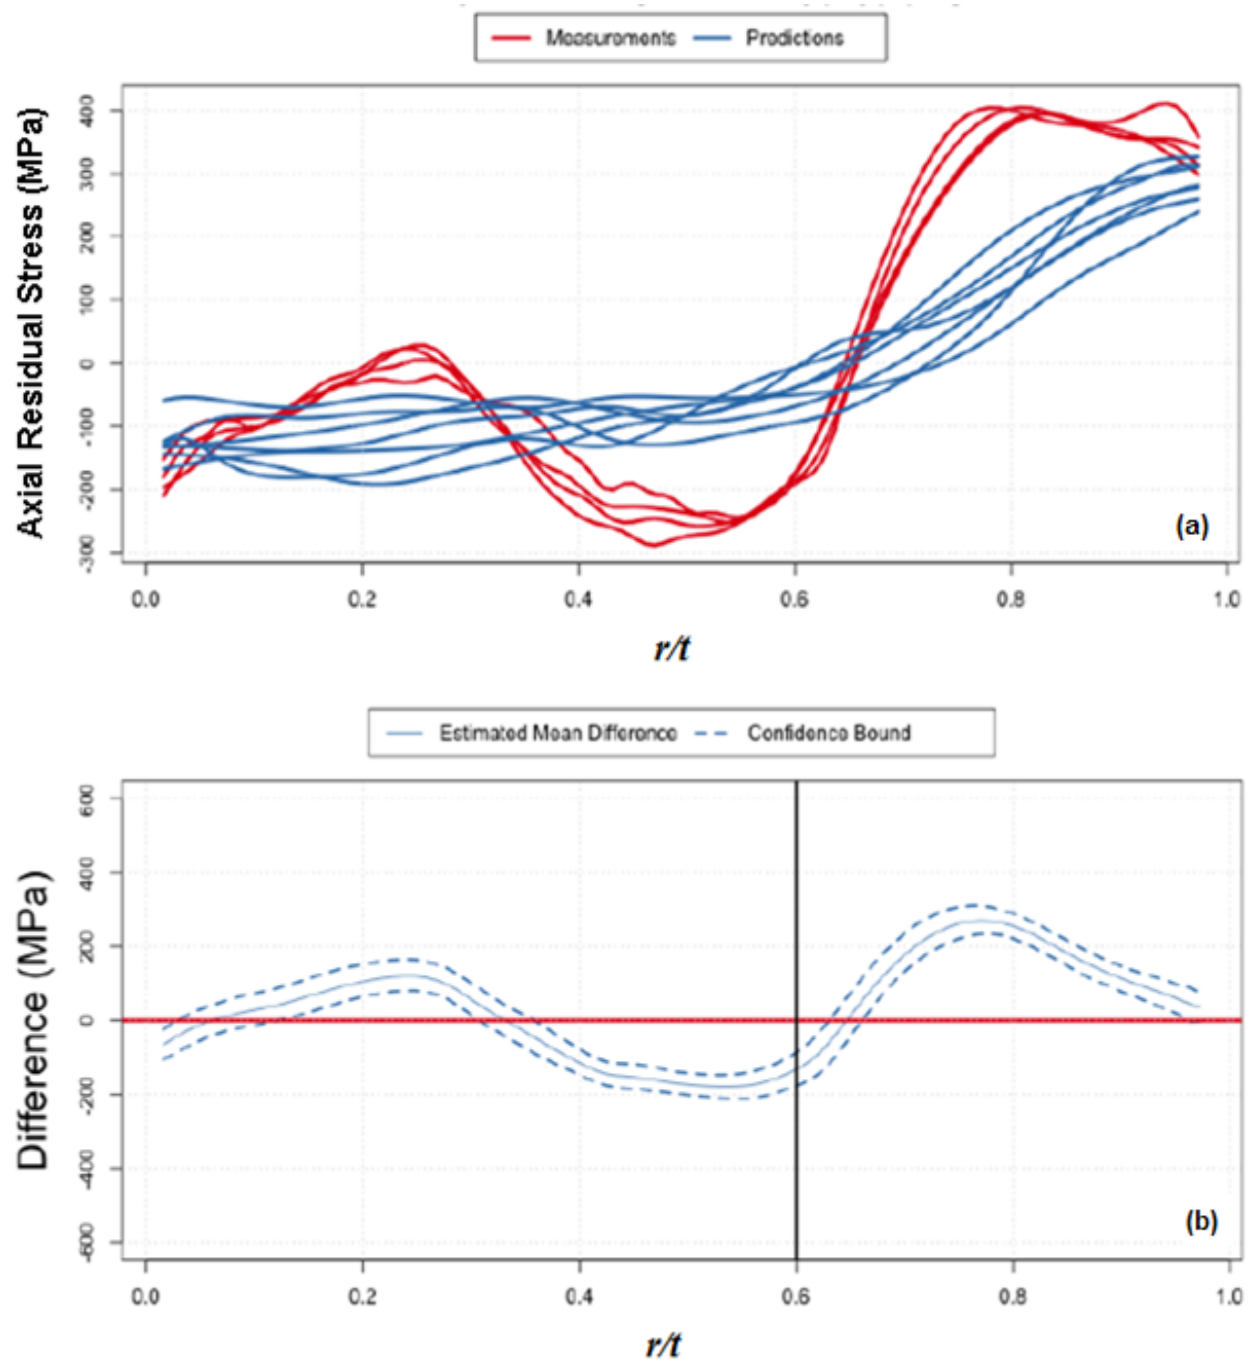 Measurements Predictions
Axial Residual Stress (MPa)
400
300
200
100
0
-100
-200
-300
(a)
0.0 0.2 0.4 0.6 0.8 1.0
r/t
Estimated Mean Difference Confidence Bound
Difference (MPa)
600
400
200
0
-200
-400
-600
(b)
0.0 0.2 0.4 0.6 0.8 1.0
r/t